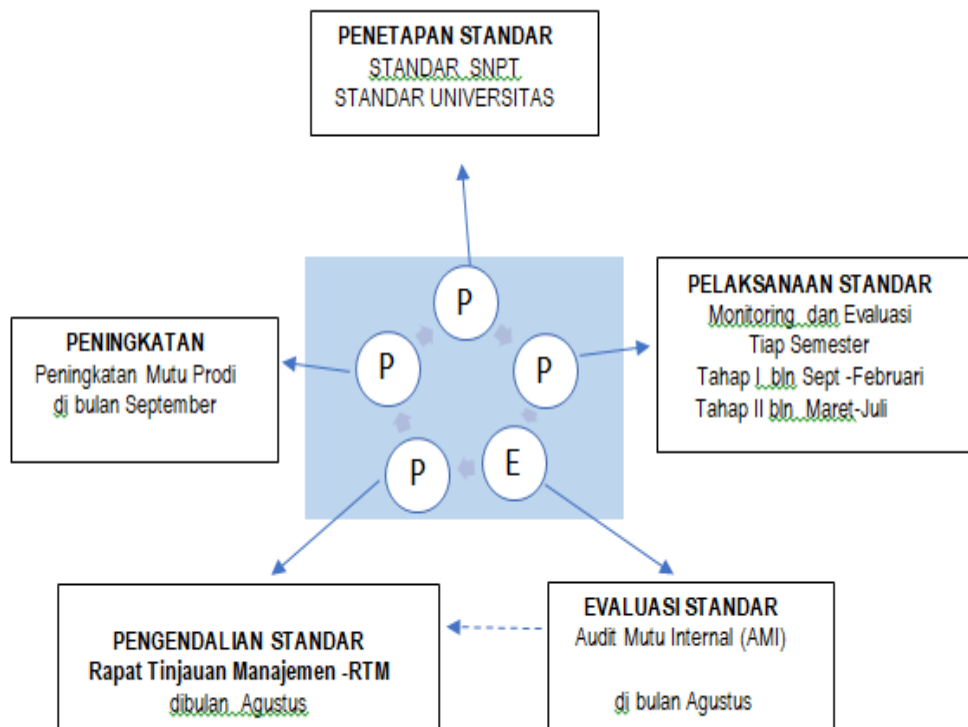 PENETAPAN STANDAR
STANDAR SNPT
STANDAR UNIVERSITAS
P
PELAKSANAAN STANDAR
Monitoring dan Evaluasi
Tiap Semester
Tahap I bln Sept -Februari
Tahap II bln Maret-Juli
P
PENINGKATAN
Peningkatan Mutu Prodi
di bulan September
P
P
E
PENGENDALIAN STANDAR
Rapat Tinjauan Manajemen -RTM
dibulan Agustus
EVALUASI STANDAR
Audit Mutu Internal (AMI)
di bulan Agustus